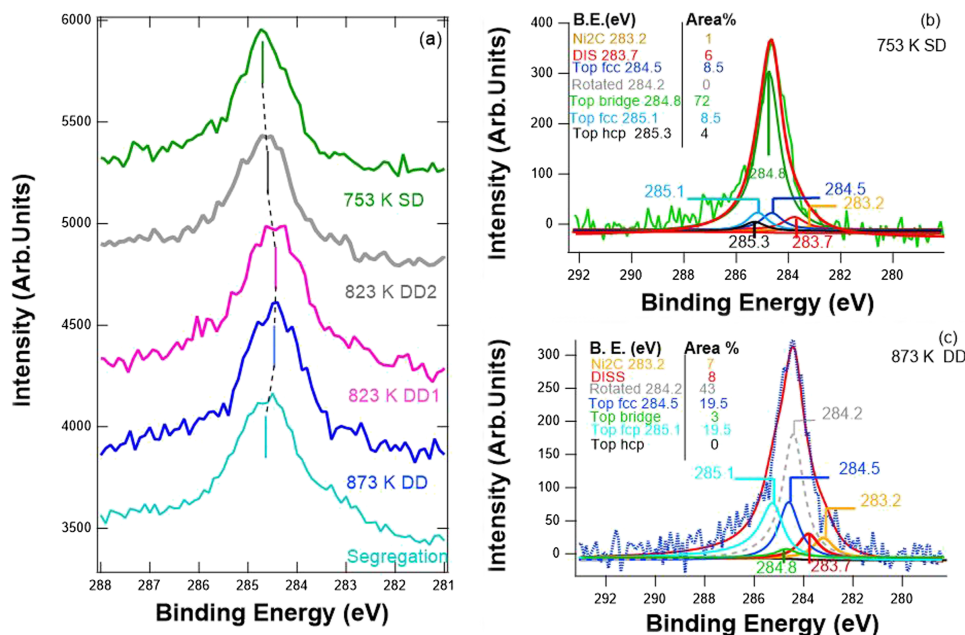 (a)
Intensity (Arb.Units)
6000
5500
5000
4500
4000
3500
753 K SD
823 K DD2
823 K DD1
873 K DD
Segregation
288 287 286 285 284 283 282 281
Binding Energy (eV)
(b)
753 K SD
Intensity (Arb.Units)
400
300
200
100
0
B.E.(eV) Area%
Ni2C 283.2 1
DIS 283.7 6
Top fcc 284.5 8.5
Rotated 284.2 0
Top bridge 284.8 72
Top fcc 285.1 8.5
Top hcp 285.3 4
284.8
285.1
284.5
283.2
285.3
283.7
292 290 288 286 284 282 280
Binding Energy (eV)
(c)
873 K DD
Intensity (Arb.Units)
300
250
200
150
100
50
0
B. E. (eV) Area %
Ni2C 283.2 7
DISS 8
Rotated 284.2 43
Top fcc 284.5 19.5
Top bridge 3
Top fcp 285.1 19.5
Top hcp 0
284.2
285.1
284.5
283.2
284.8
283.7
292 290 288 286 284 282 280
Binding Energy (eV)